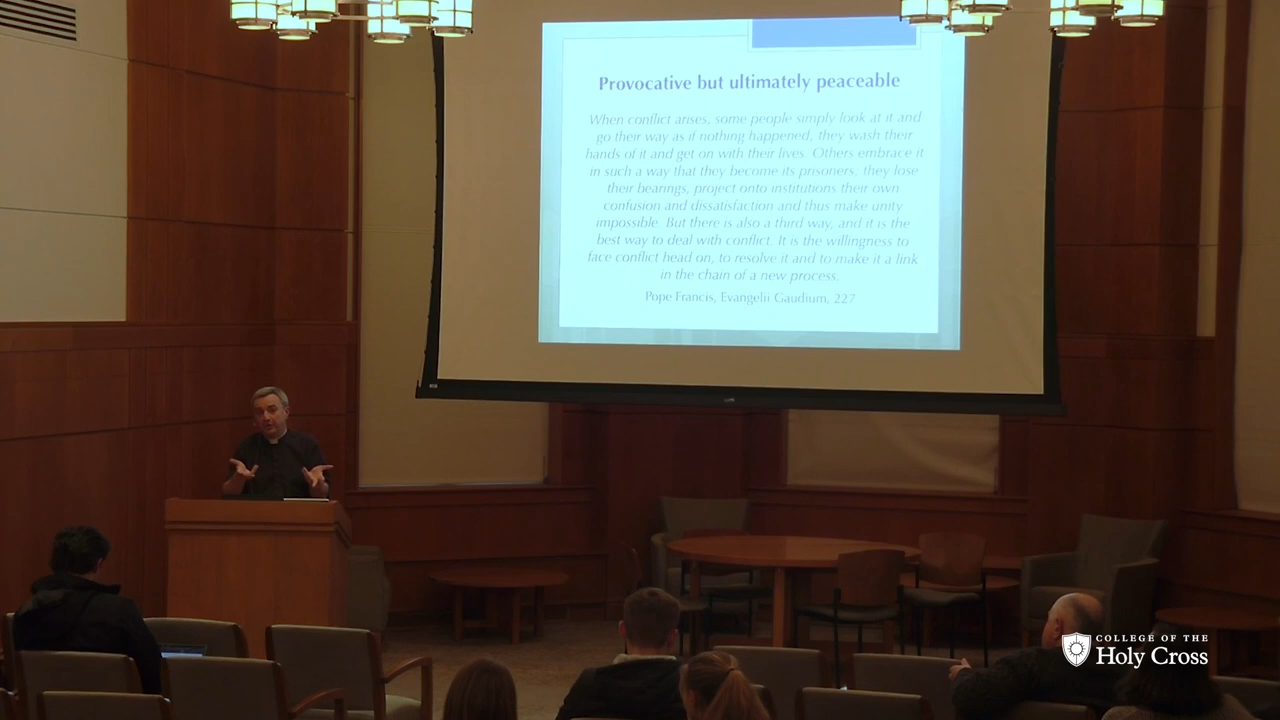 Provocative but ultimately peaceable
When conflict arises, some people simply look at it and
go their way as if nothing happened, they wash their
hands of it and get on with their lives. Others embrace it
in such a way that they become its prisoners; they lose
their bearings, project onto institutions their own
confusion and dissatisfaction and thus make unity
impossible. But there is also a third way, and it is the
best way to deal with conflict. It is the willingness to
face conflict head on, to resolve it and to make it a link
in the chain of a new process.
Pope Francis, Evangelii Gaudium, 227
COLLEGE OF THE
Holy Cross